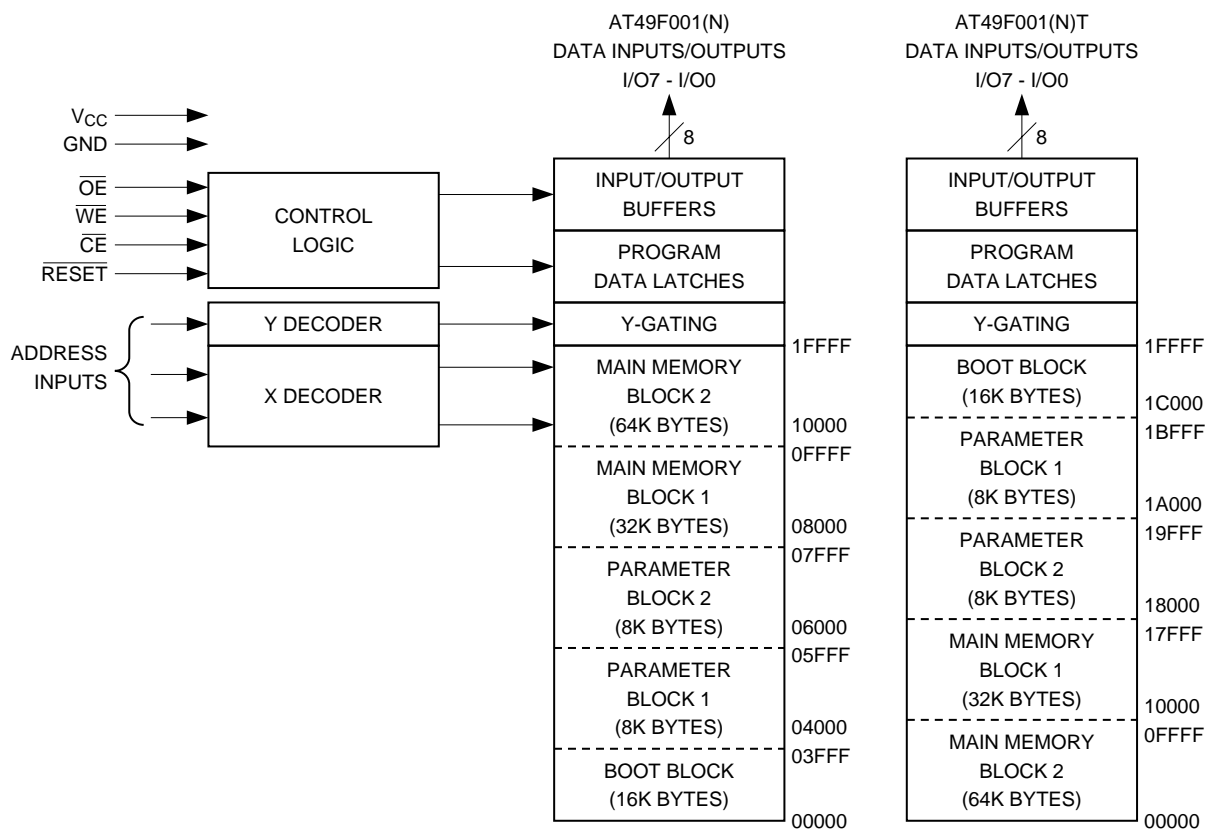 AT49F001(N)
DATA INPUTS/OUTPUTS
I/O7 - I/O0
8
AT49F001(N)T
DATA INPUTS/OUTPUTS
I/O7 - I/O0
8
VCC
GND
OE
WE
CE
RESET
ADDRESS
INPUTS
CONTROL
LOGIC
Y DECODER
X DECODER
INPUT/OUTPUT
BUFFERS
PROGRAM
DATA LATCHES
Y-GATING
1FFFF
MAIN MEMORY
BLOCK 2
(64K BYTES)
10000
0FFFF
MAIN MEMORY
BLOCK 1
(32K BYTES)
08000
07FFF
PARAMETER
BLOCK 2
(8K BYTES)
06000
05FFF
PARAMETER
BLOCK 1
(8K BYTES)
04000
03FFF
BOOT BLOCK
(16K BYTES)
00000
INPUT/OUTPUT
BUFFERS
PROGRAM
DATA LATCHES
Y-GATING
1FFFF
BOOT BLOCK
(16K BYTES)
1C000
1BFFF
PARAMETER
BLOCK 1
(8K BYTES)
1A000
19FFF
PARAMETER
BLOCK 2
(8K BYTES)
18000
17FFF
MAIN MEMORY
BLOCK 1
(32K BYTES)
10000
0FFFF
MAIN MEMORY
BLOCK 2
(64K BYTES)
00000